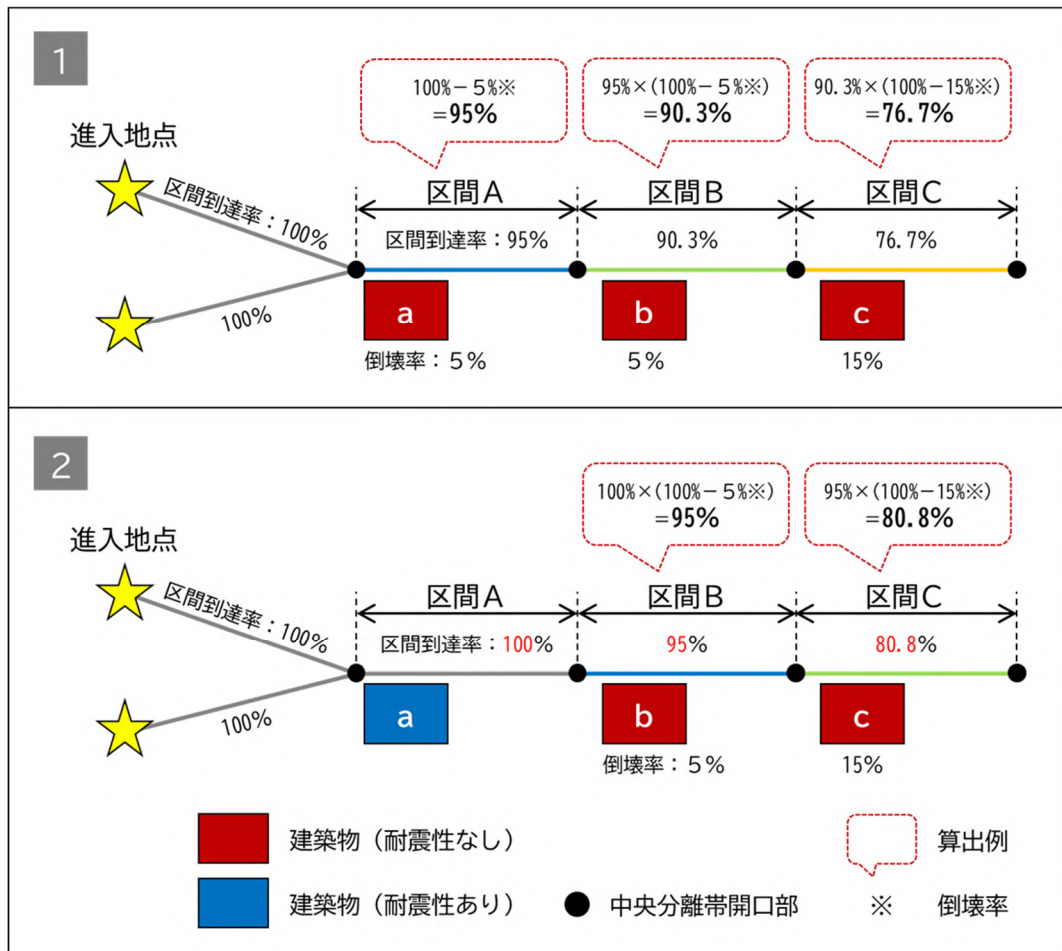 1
100%－5%※
=95%
95%×(100%－5%※)
=90.3%
90.3%×(100%－15%※)
=76.7%
進入地点
区間到達率：100%
100%
区間A
区間B
区間C
区間到達率：95%
90.3%
76.7%
a
b
c
倒壊率：5%
5%
15%
2
100%×(100%－5%※)
=95%
95%×(100%－15%※)
=80.8%
進入地点
区間到達率：100%
100%
区間A
区間B
区間C
区間到達率：100%
95%
80.8%
a
b
c
倒壊率：5%
15%
建築物（耐震性なし）
算出例
建築物（耐震性あり）
中央分離帯開口部
※ 倒壊率